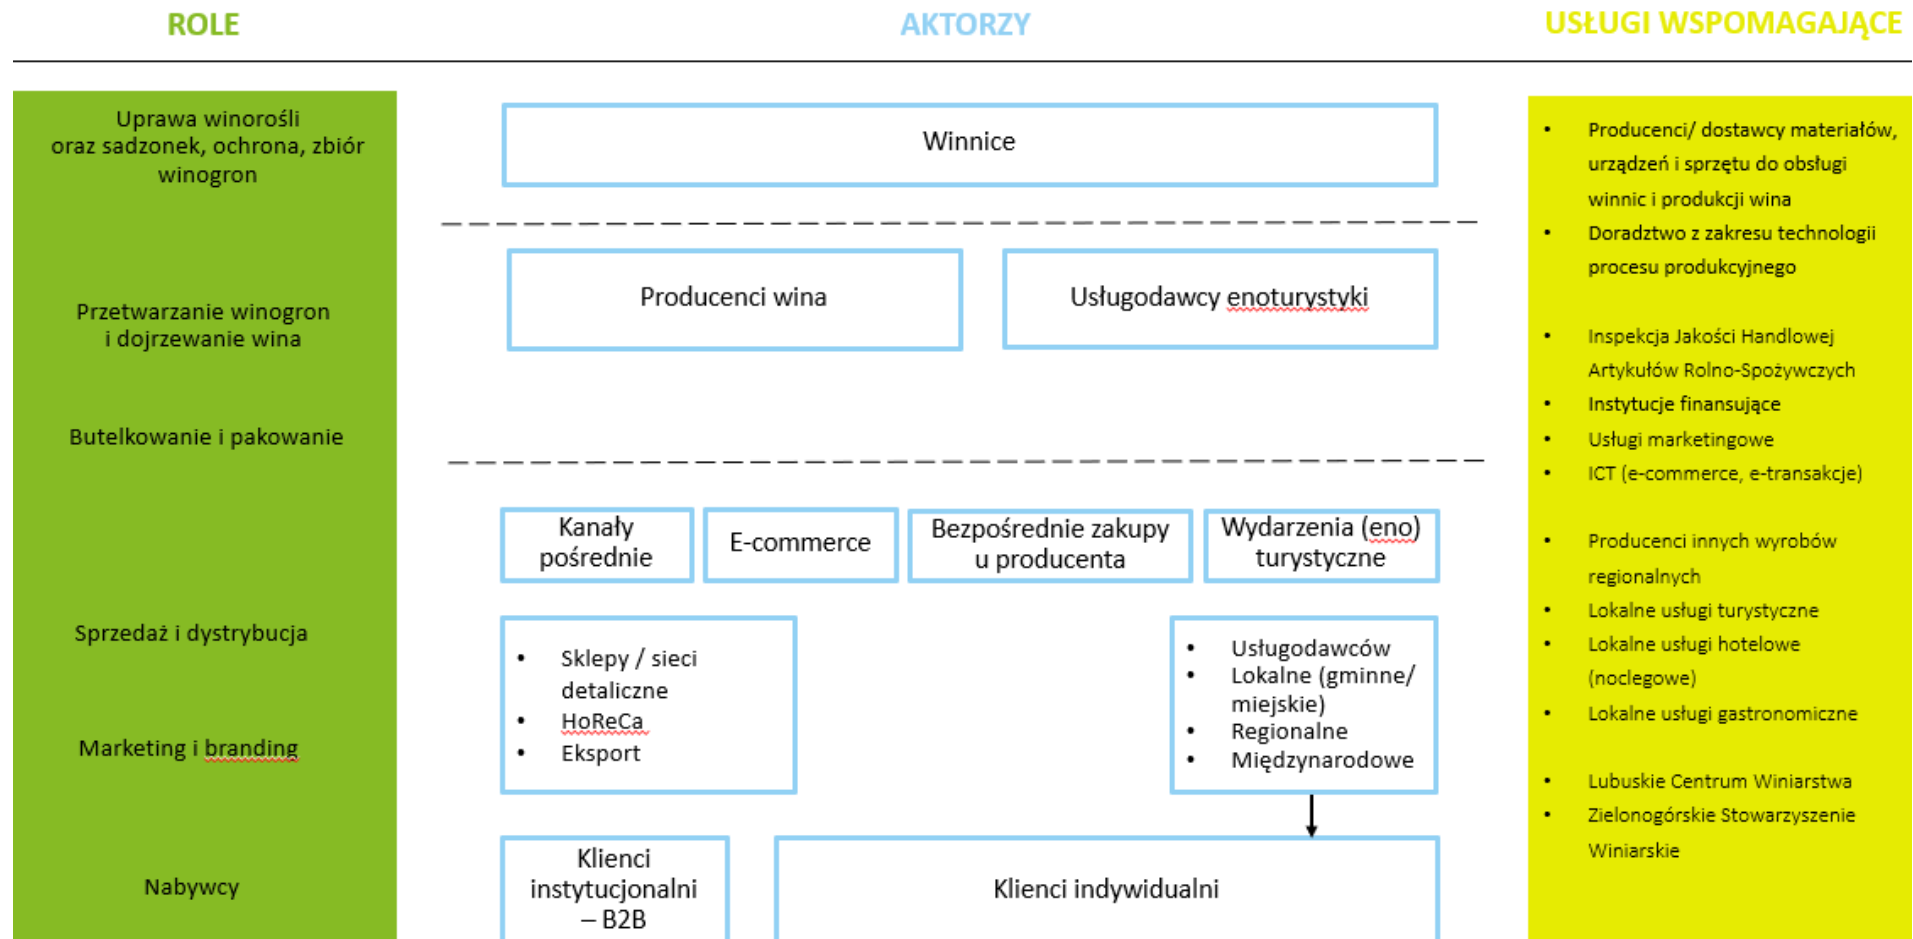 ROLE
AKTORZY
USŁUGI WSPOMAGAJĄCE
Uprawa winorośli
oraz sadzonek, ochrona, zbiór
winogron
Przetwarzanie winogron
i dojrzewanie wina
Butelkowanie i pakowanie
Sprzedaż i dystrybucja
Marketing i branding
Nabywcy
Winnice
Producenci wina
Usługodawcy enoturystyki
Kanały
pośrednie
E-commerce
Bezpośrednie zakupy
u producenta
Wydarzenia (eno)
turystyczne
• Sklepy / sieci
detaliczne
• HoReCa
• Eksport
• Usługodawców
• Lokalne (gminne/
miejskie)
• Regionalne
• Międzynarodowe
Klienci
instytucjonalni
– B2B
Klienci indywidualni
• Producenci/ dostawcy materiałów,
urządzeń i sprzętu do obsługi
winnic i produkcji wina
• Doradztwo z zakresu technologii
procesu produkcyjnego
• Inspekcja Jakości Handlowej
Artykułów Rolno-Spożywczych
• Instytucje finansujące
• Usługi marketingowe
• ICT (e-commerce, e-transakcje)
• Producenci innych wyrobów
regionalnych
• Lokalne usługi turystyczne
• Lokalne usługi hotelowe
(noclegowe)
• Lokalne usługi gastronomiczne
• Lubuskie Centrum Winiarstwa
• Zielonogórskie Stowarzyszenie
Winiarskie